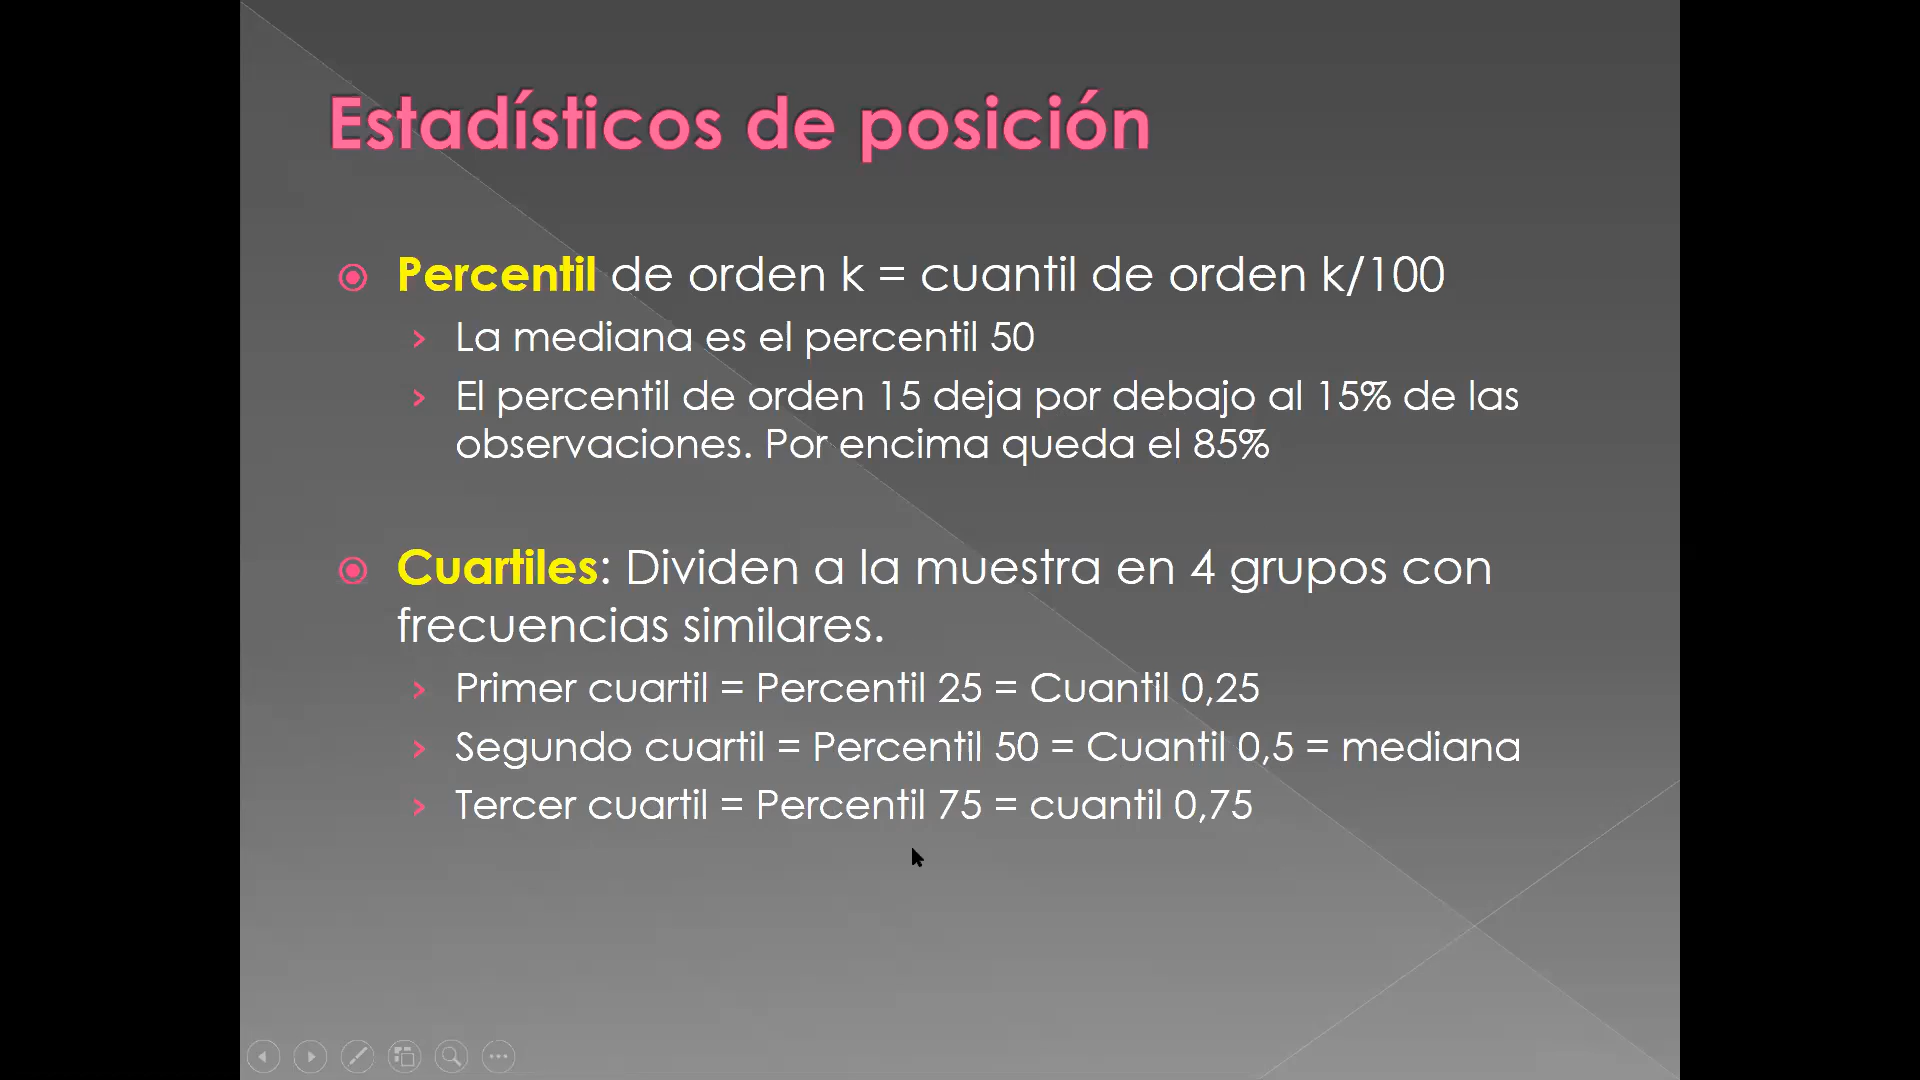 Estadísticos de posición
Percentil de orden k = cuantil de orden k/100
La mediana es el percentil 50
El percentil de orden 15 deja por debajo al 15% de las
observaciones. Por encima queda el 85%
Cuartiles: Dividen a la muestra en 4 grupos con
frecuencias similares.
Primer cuartil = Percentil 25 = Cuantil 0,25
Segundo cuartil = Percentil 50 = Cuantil 0,5 = mediana
Tercer cuartil = Percentil 75 = cuantil 0,75